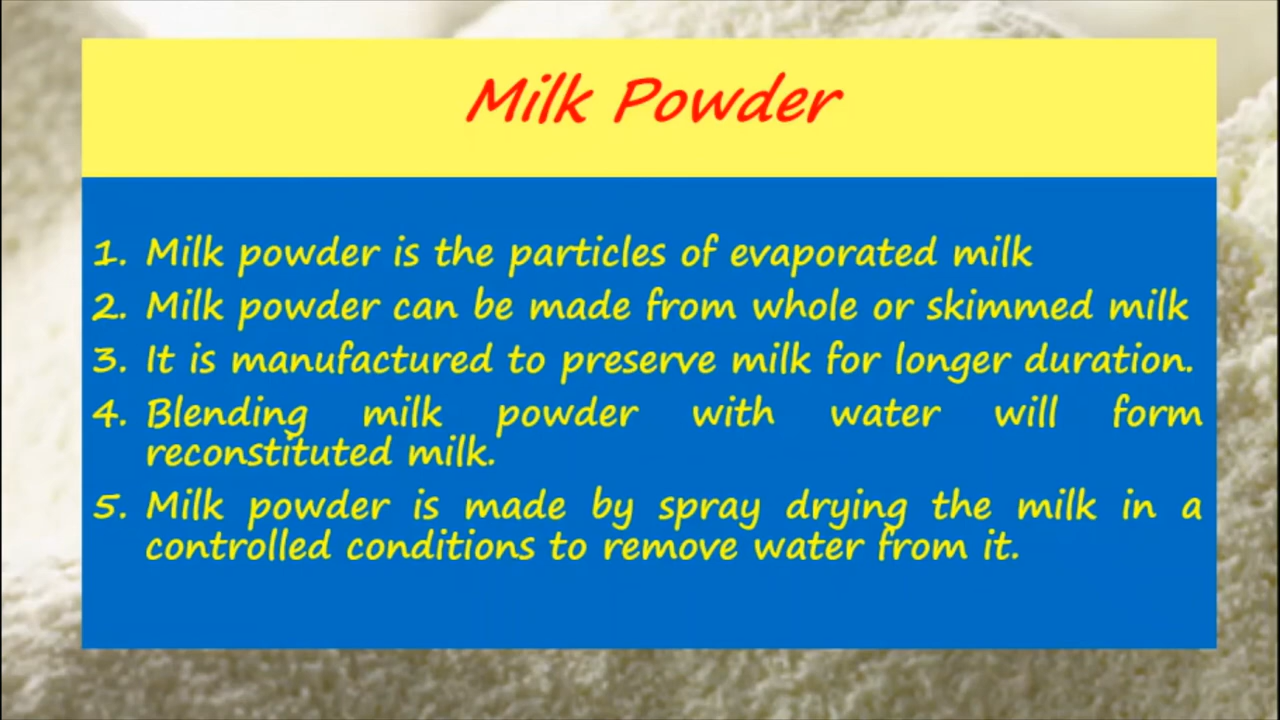 Milk Powder
1. Milk powder is the particles of evaporated milk
2. Milk powder can be made from whole or skimmed milk
3. It is manufactured to preserve milk for longer duration.
4. Blending milk powder with water will form
reconstituted milk.
5. Milk powder is made by spray drying the milk in a
controlled conditions to remove water from it.